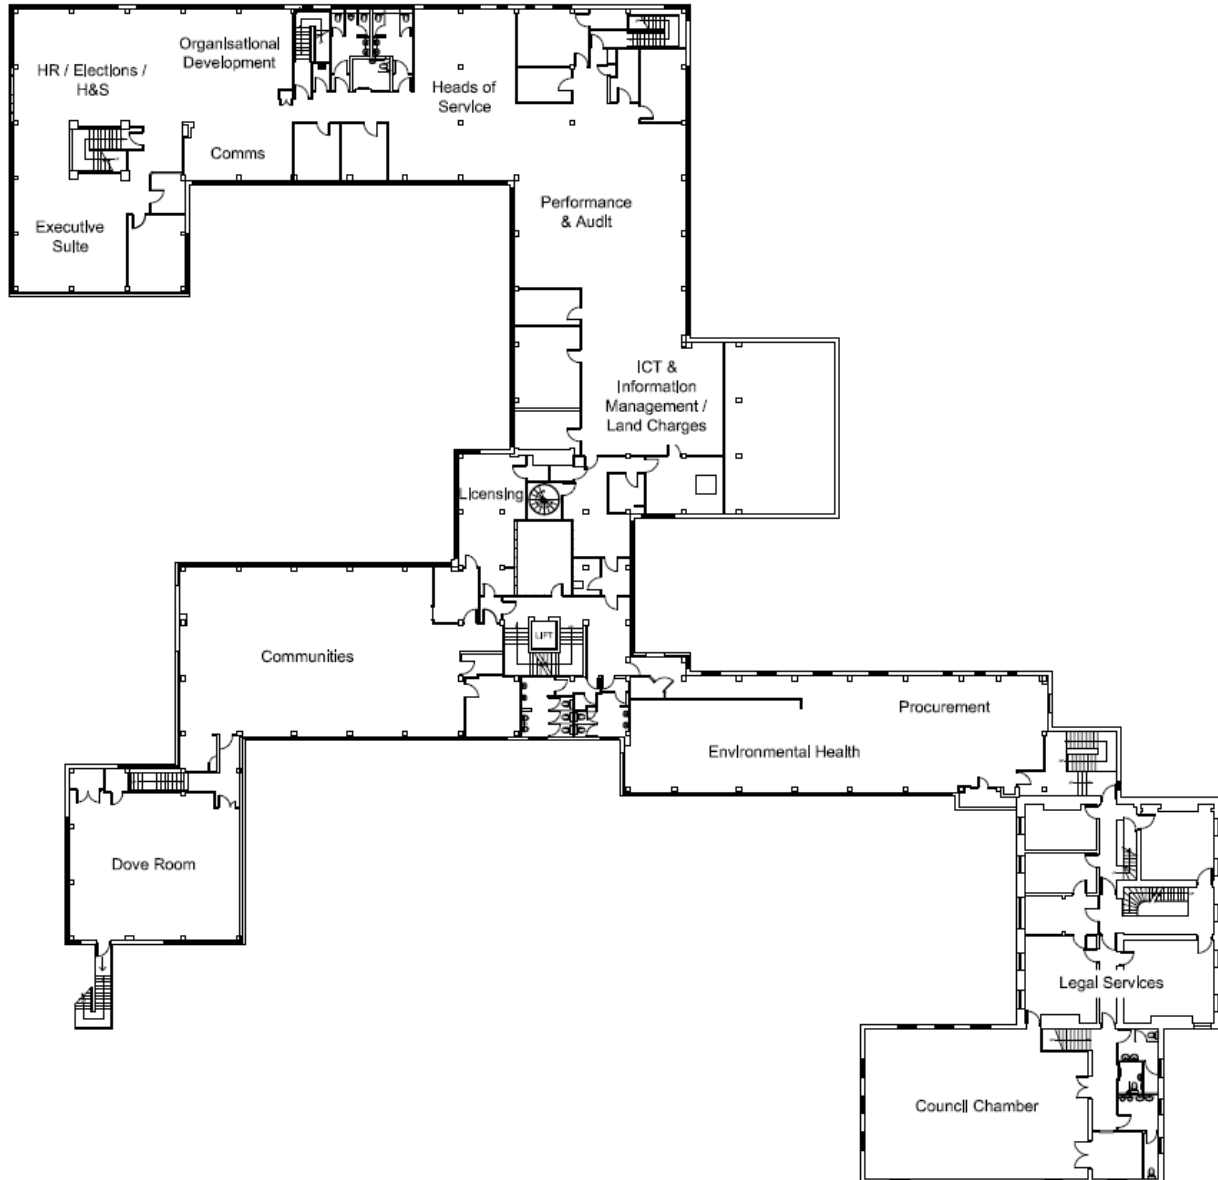 Organisational
Development
HR / Elections /
H&S
Heads of
Service
Comms
Performance
& Audit
Executive
Suite
ICT &
Information
Management /
Land Charges
Licensing
LIFT
Communities
Procurement
Environmental Health
Dove Room
Legal Services
Council Chamber